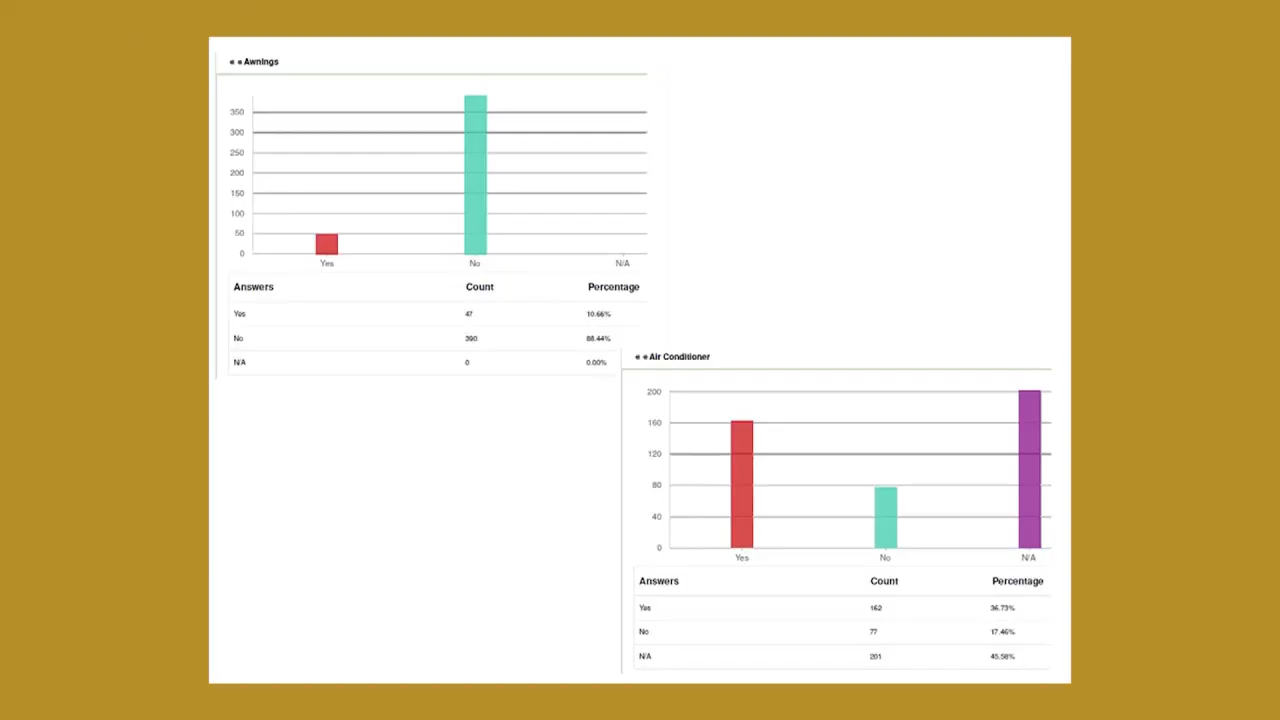 « « Awnings
350
300
250
200
150
100
50
0
Yes No N/A
Answers Count Percentage
Yes 47 10.66%
No 390 88.44%
N/A 0 0.00%
« « Air Conditioner
200
160
120
80
40
0
Yes No N/A
Answers Count Percentage
Yes 162 36.73%
No 77 17.46%
N/A 201 45.58%